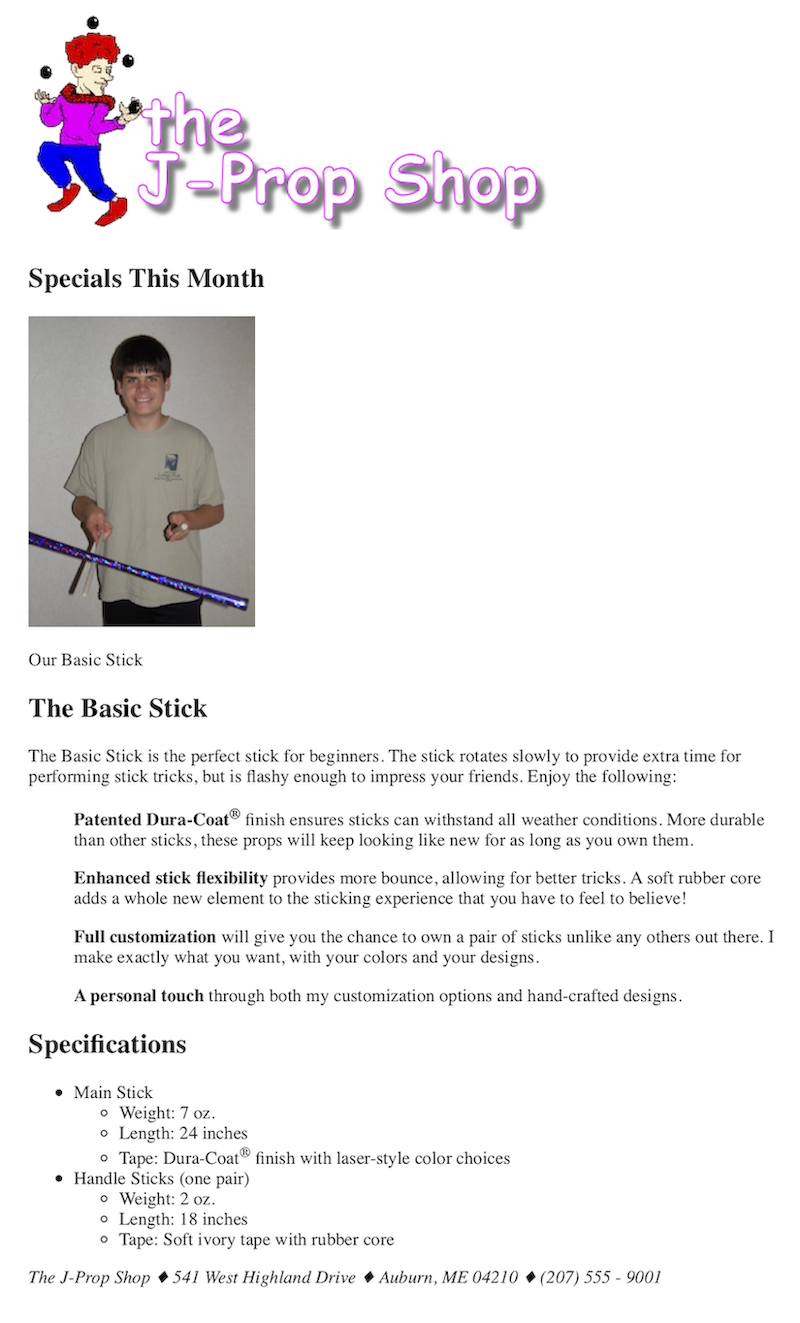 the
J-Prop Shop
Specials This Month
Our Basic Stick
The Basic Stick
The Basic Stick is the perfect stick for beginners. The stick rotates slowly to provide extra time for
performing stick tricks, but is flashy enough to impress your friends. Enjoy the following:
Patented Dura-Coat® finish ensures sticks can withstand all weather conditions. More durable
than other sticks, these props will keep looking like new for as long as you own them.
Enhanced stick flexibility provides more bounce, allowing for better tricks. A soft rubber core
adds a whole new element to the sticking experience that you have to feel to believe!
Full customization will give you the chance to own a pair of sticks unlike any others out there. I
make exactly what you want, with your colors and your designs.
A personal touch through both my customization options and hand-crafted designs.
Specifications
• Main Stick
◦ Weight: 7 oz.
◦ Length: 24 inches
◦ Tape: Dura-Coat® finish with laser-style color choices
• Handle Sticks (one pair)
◦ Weight: 2 oz.
◦ Length: 18 inches
◦ Tape: Soft ivory tape with rubber core
The J-Prop Shop ♦ 541 West Highland Drive ♦ Auburn, ME 04210 ♦ (207) 555 - 9001